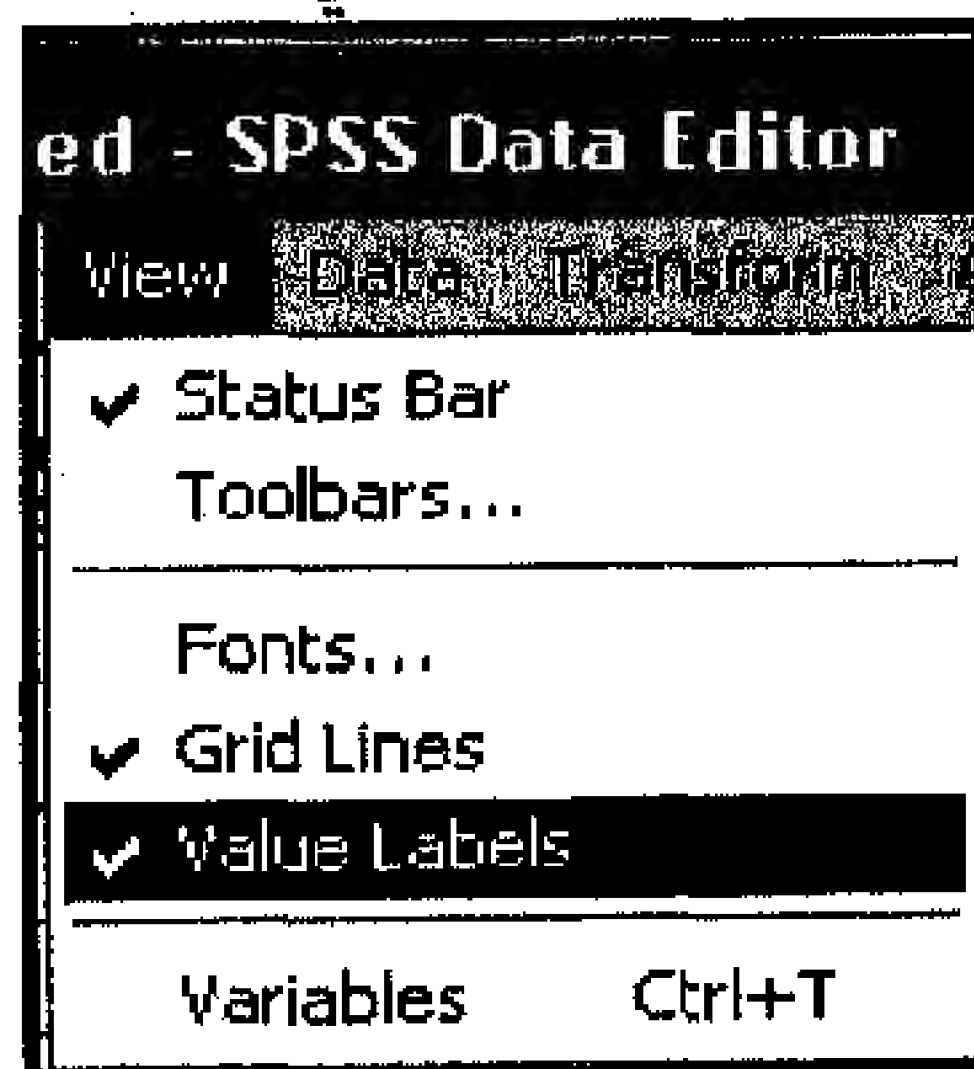 ed - SPSS Data Editor
View Data Transform
Status Bar
Toolbars...
Fonts...
Grid Lines
Value Labels
Variables Ctrl+T